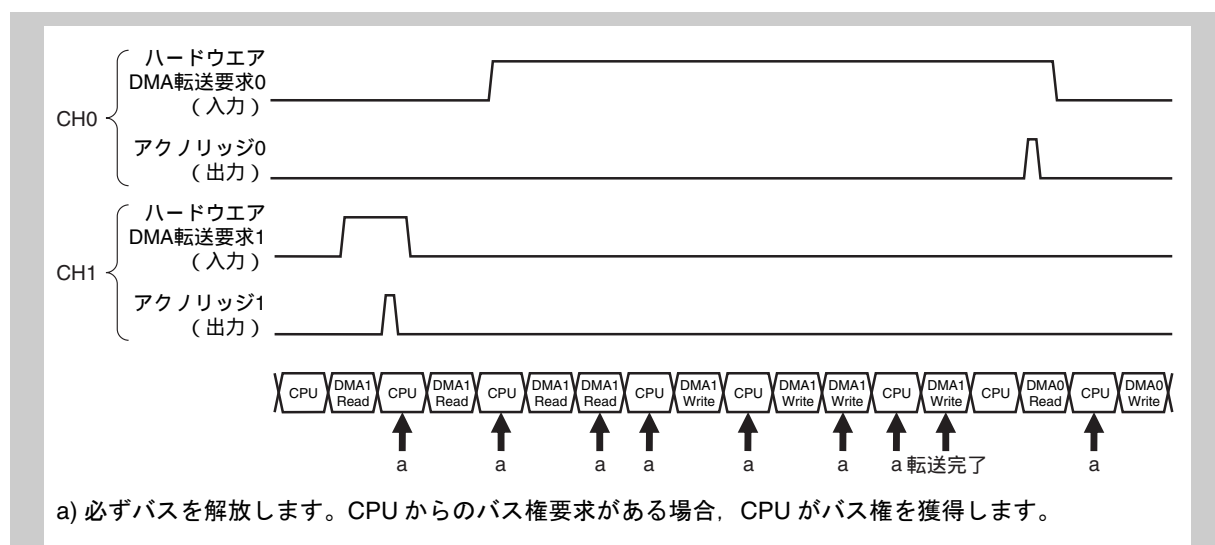 ハードウエア
DMA転送要求0
（入力）
CH0
アクノリッジ0
（出力）
ハードウエア
DMA転送要求1
（入力）
CH1
アクノリッジ1
（出力）
CPU DMA1 Read CPU DMA1 Read CPU DMA1 Read DMA1 Read CPU DMA1 Write CPU DMA1 Write DMA1 Write CPU DMA1 Write CPU DMA0 Read CPU DMA0 Write
a a a a a a a 転送完了 a
a) 必ずバスを解放します。CPU からのバス権要求がある場合，CPU がバス権を獲得します。